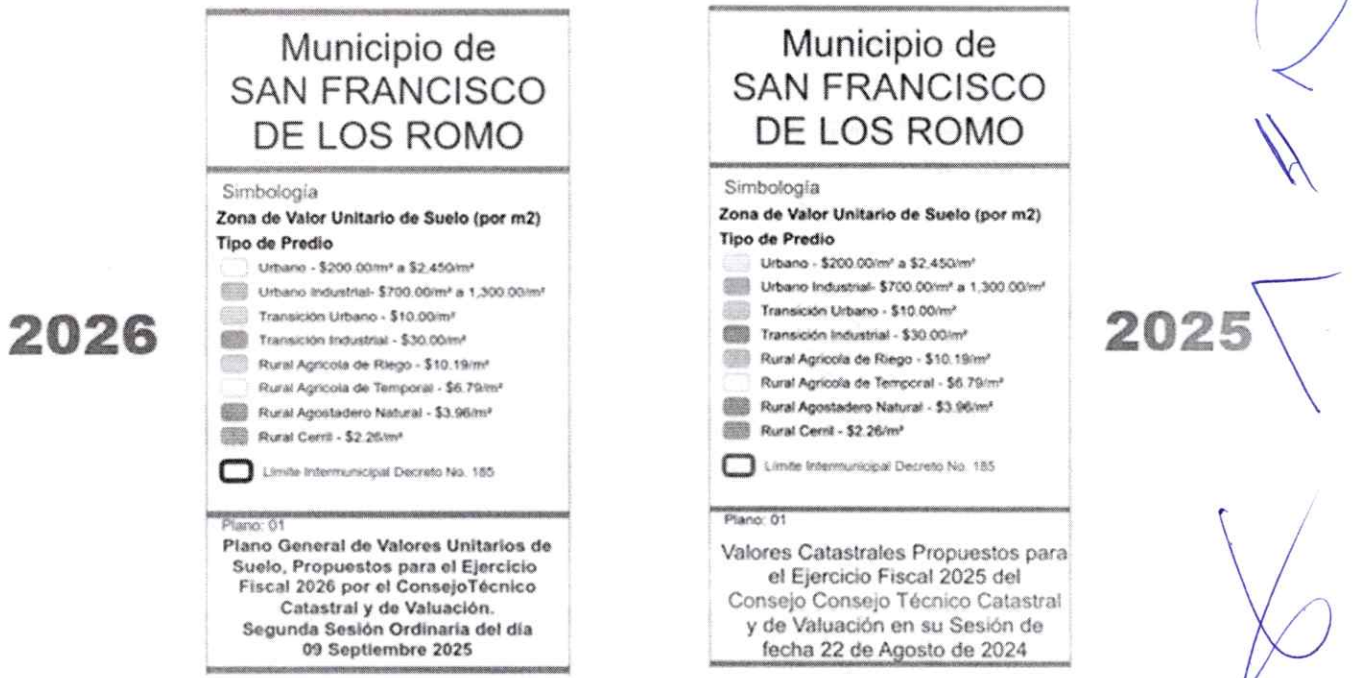 2026
Municipio de
SAN FRANCISCO
DE LOS ROMO
Simbología
Zona de Valor Unitario de Suelo (por m2)
Tipo de Predio
Urbano - $200.00/m² a $2,450/m²
Urbano Industrial- $700.00/m² a 1,300.00/m²
Transición Urbano - $10.00/m²
Transición Industrial - $30.00/m²
Rural Agricola de Riego - $10.19/m²
Rural Agricola de Temporal - $6.79/m²
Rural Agostadero Natural - $3.96/m²
Rural Cerril - $2.26/m²
Límite Intermunicipal Decreto No. 185
Plano: 01
Plano General de Valores Unitarios de
Suelo, Propuestos para el Ejercicio
Fiscal 2026 por el ConsejoTécnico
Catastral y de Valuación.
Segunda Sesión Ordinaria del día
09 Septiembre 2025
Municipio de
SAN FRANCISCO
DE LOS ROMO
Simbología
Zona de Valor Unitario de Suelo (por m2)
Tipo de Predio
Urbano - $200.00/m² a $2,450/m²
Urbano Industrial- $700.00/m² a 1,300.00/m²
Transición Urbano - $10.00/m²
Transición Industrial - $30.00/m²
Rural Agricola de Riego - $10.19/m²
Rural Agricola de Temporal - $6.79/m²
Rural Agostadero Natural - $3.96/m²
Rural Cerril - $2.26/m²
Límite Intermunicipal Decreto No. 185
Plano: 01
Valores Catastrales Propuestos para
el Ejercicio Fiscal 2025 del
Consejo Consejo Técnico Catastral
y de Valuación en su Sesión de
fecha 22 de Agosto de 2024
2025